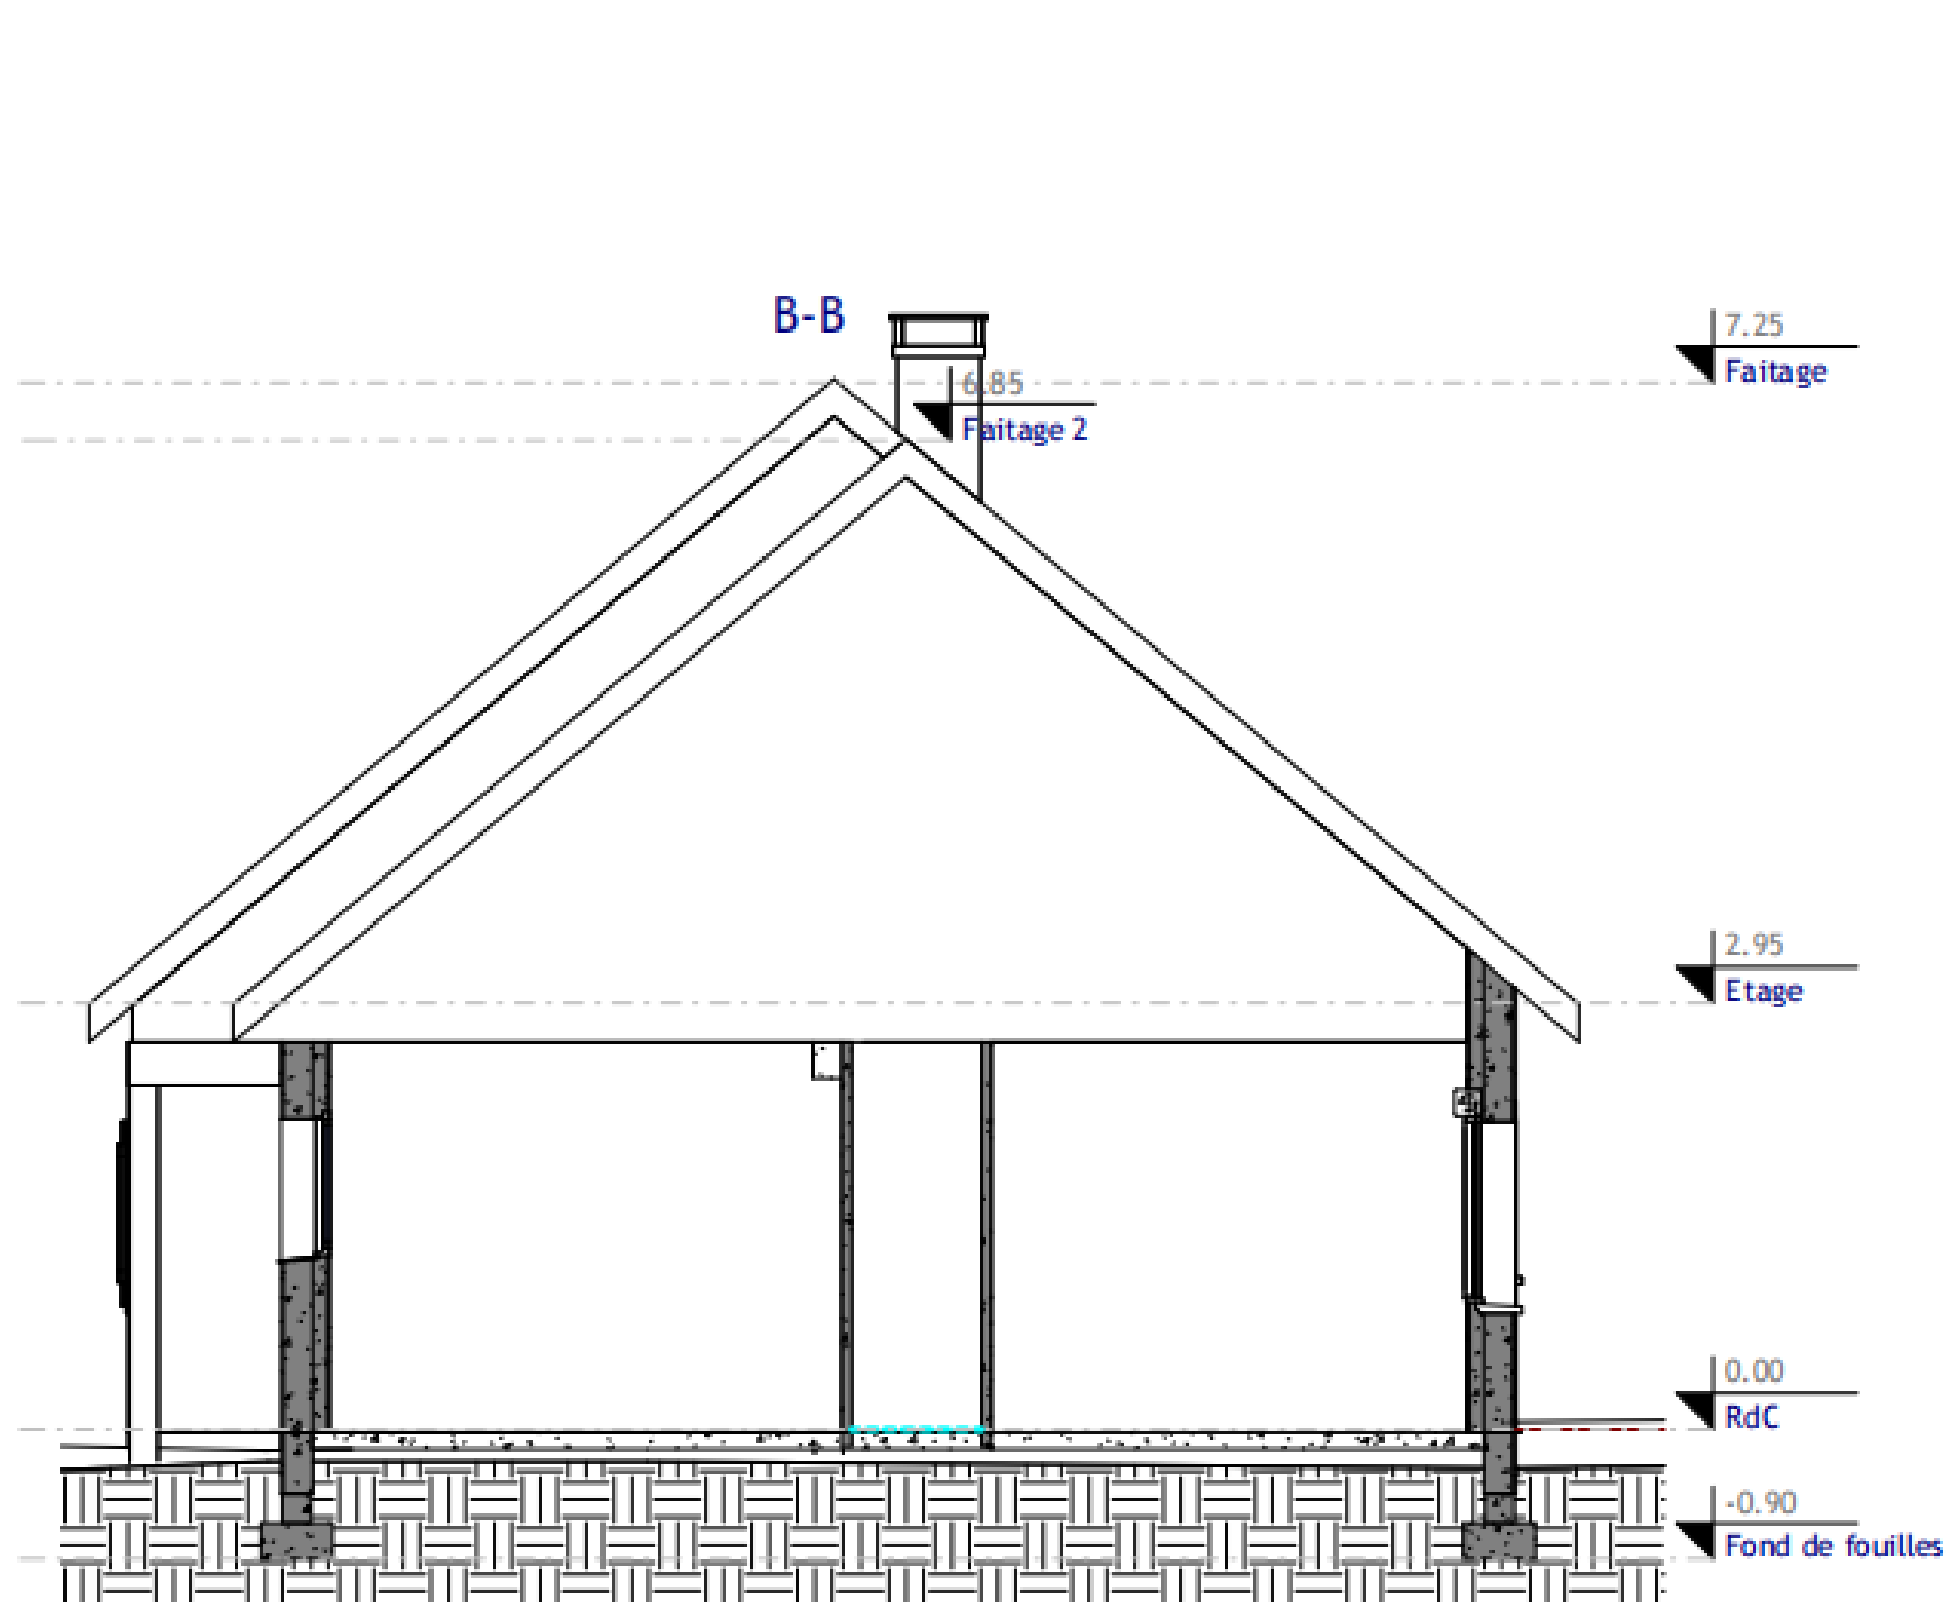 B-B
7.25
Faitage
6.85
Faitage 2
2.95
Etage
0.00
RdC
-0.90
Fond de fouilles